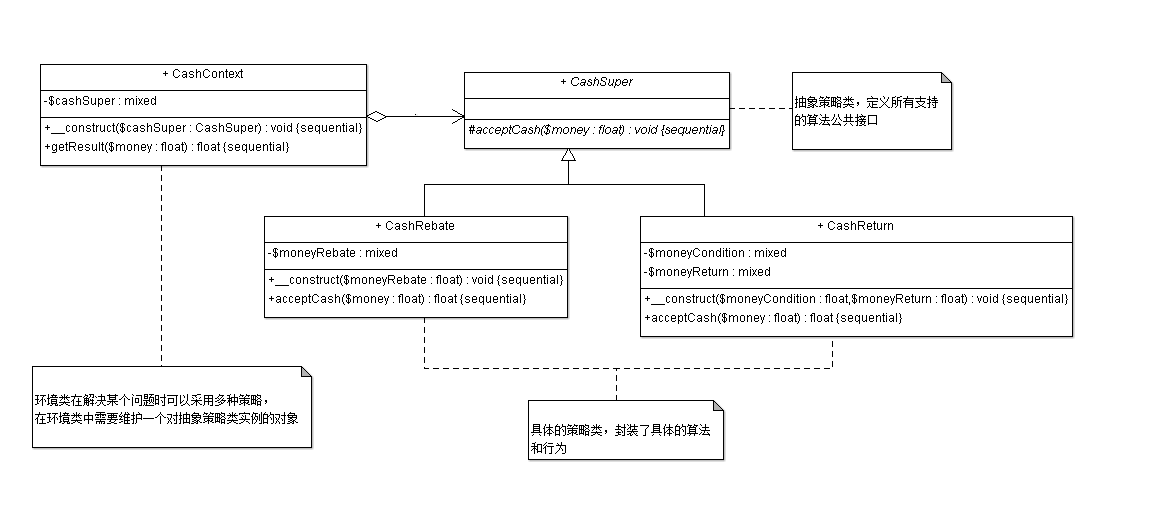 + CashContext
-$cashSuper : mixed
+__construct($cashSuper : CashSuper) : void {sequential}
+getResult($money : float) : float {sequential}
+ CashSuper
#acceptCash($money : float) : void {sequential}
抽象策略类，定义所有支持
的算法公共接口
+ CashRebate
-$moneyRebate : mixed
+__construct($moneyRebate : float) : void {sequential}
+acceptCash($money : float) : float {sequential}
+ CashReturn
-$moneyCondition : mixed
-$moneyReturn : mixed
+__construct($moneyCondition : float,$moneyReturn : float) : void {sequential}
+acceptCash($money : float) : float {sequential}
环境类在解决某个问题时可以采用多种策略，
在环境类中需要维护一个对抽象策略类实例的对象
具体的策略类，封装了具体的算法
和行为